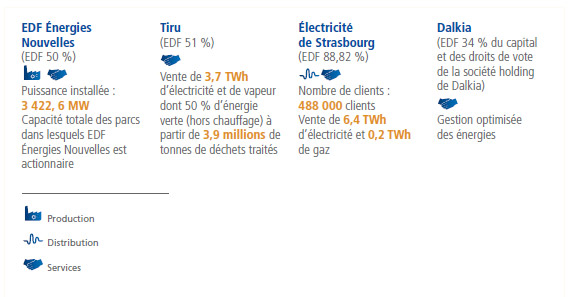 EDF Énergies
Nouvelles
(EDF 50 %)
Puissance installée :
3 422, 6 MW
Capacité totale des parcs
dans lesquels EDF
Énergies Nouvelles est
actionnaire
Tiru
(EDF 51 %)
Vente de 3,7 TWh
d’électricité et de vapeur
dont 50 % d’énergie
verte (hors chauffage) à
partir de 3,9 millions de
tonnes de déchets traités
Électricité
de Strasbourg
(EDF 88,82 %)
Nombre de clients :
488 000 clients
Vente de 6,4 TWh
d’électricité et 0,2 TWh
de gaz
Dalkia
(EDF 34 % du capital
et des droits de vote
de la société holding
de Dalkia)
Gestion optimisée
des énergies
Production
Distribution
Services